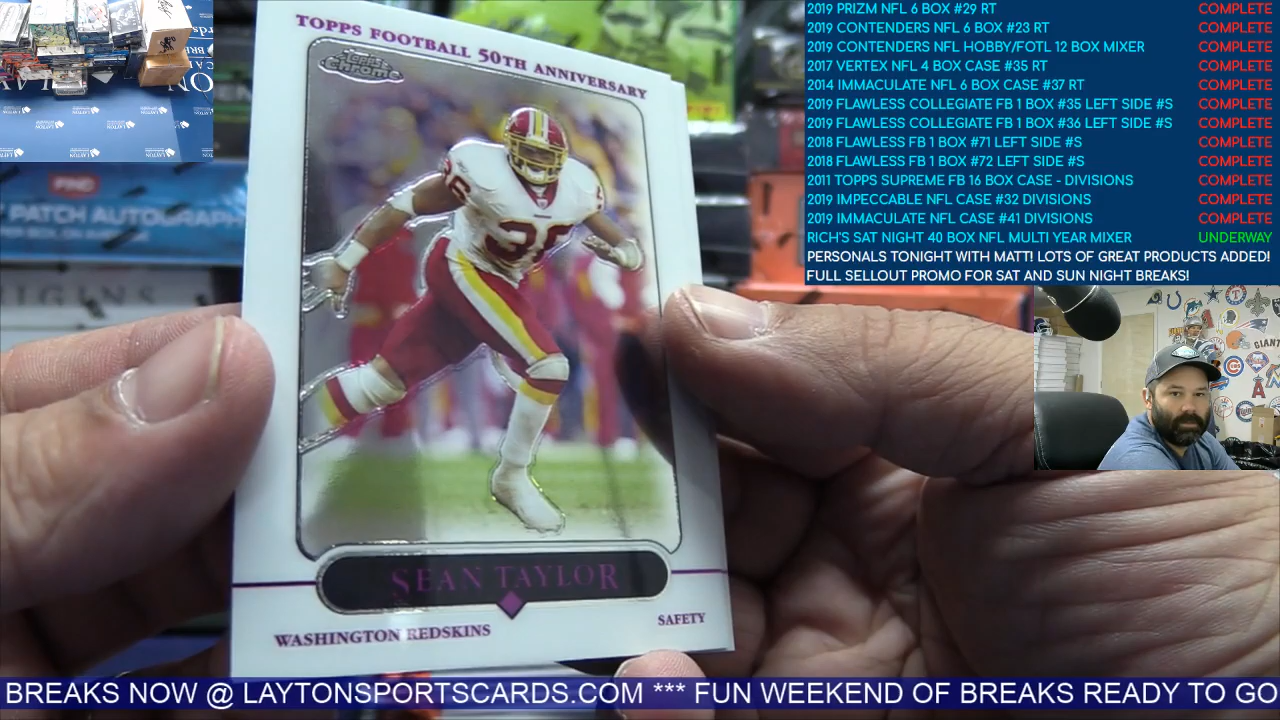 2019 PRIZM NFL 6 BOX #29 RT COMPLETE
2019 CONTENDERS NFL 6 BOX #23 RT COMPLETE
2019 CONTENDERS NFL HOBBY/FOTL 12 BOX MIXER COMPLETE
2017 VERTEX NFL 4 BOX CASE #35 RT COMPLETE
2014 IMMACULATE NFL 6 BOX CASE #37 RT COMPLETE
2019 FLAWLESS COLLEGIATE FB 1 BOX #35 LEFT SIDE #S COMPLETE
2019 FLAWLESS COLLEGIATE FB 1 BOX #36 LEFT SIDE #S COMPLETE
2018 FLAWLESS FB 1 BOX #71 LEFT SIDE #S COMPLETE
2018 FLAWLESS FB 1 BOX #72 LEFT SIDE #S COMPLETE
2011 TOPPS SUPREME FB 16 BOX CASE - DIVISIONS COMPLETE
2019 IMPECCABLE NFL CASE #32 DIVISIONS COMPLETE
2019 IMMACULATE NFL CASE #41 DIVISIONS COMPLETE
RICH'S SAT NIGHT 40 BOX NFL MULTI YEAR MIXER UNDERWAY
PERSONALS TONIGHT WITH MATT! LOTS OF GREAT PRODUCTS ADDED!
FULL SELLOUT PROMO FOR SAT AND SUN NIGHT BREAKS!
TOPPS FOOTBALL 50TH ANNIVERSARY
Topps Chrome
36
36
SEAN TAYLOR
WASHINGTON REDSKINS
SAFETY
PATCH AUTOGRAPH
GIANTS
CUBS
BREAKS NOW @ LAYTONSPORTSCARDS.COM *** FUN WEEKEND OF BREAKS READY TO GO